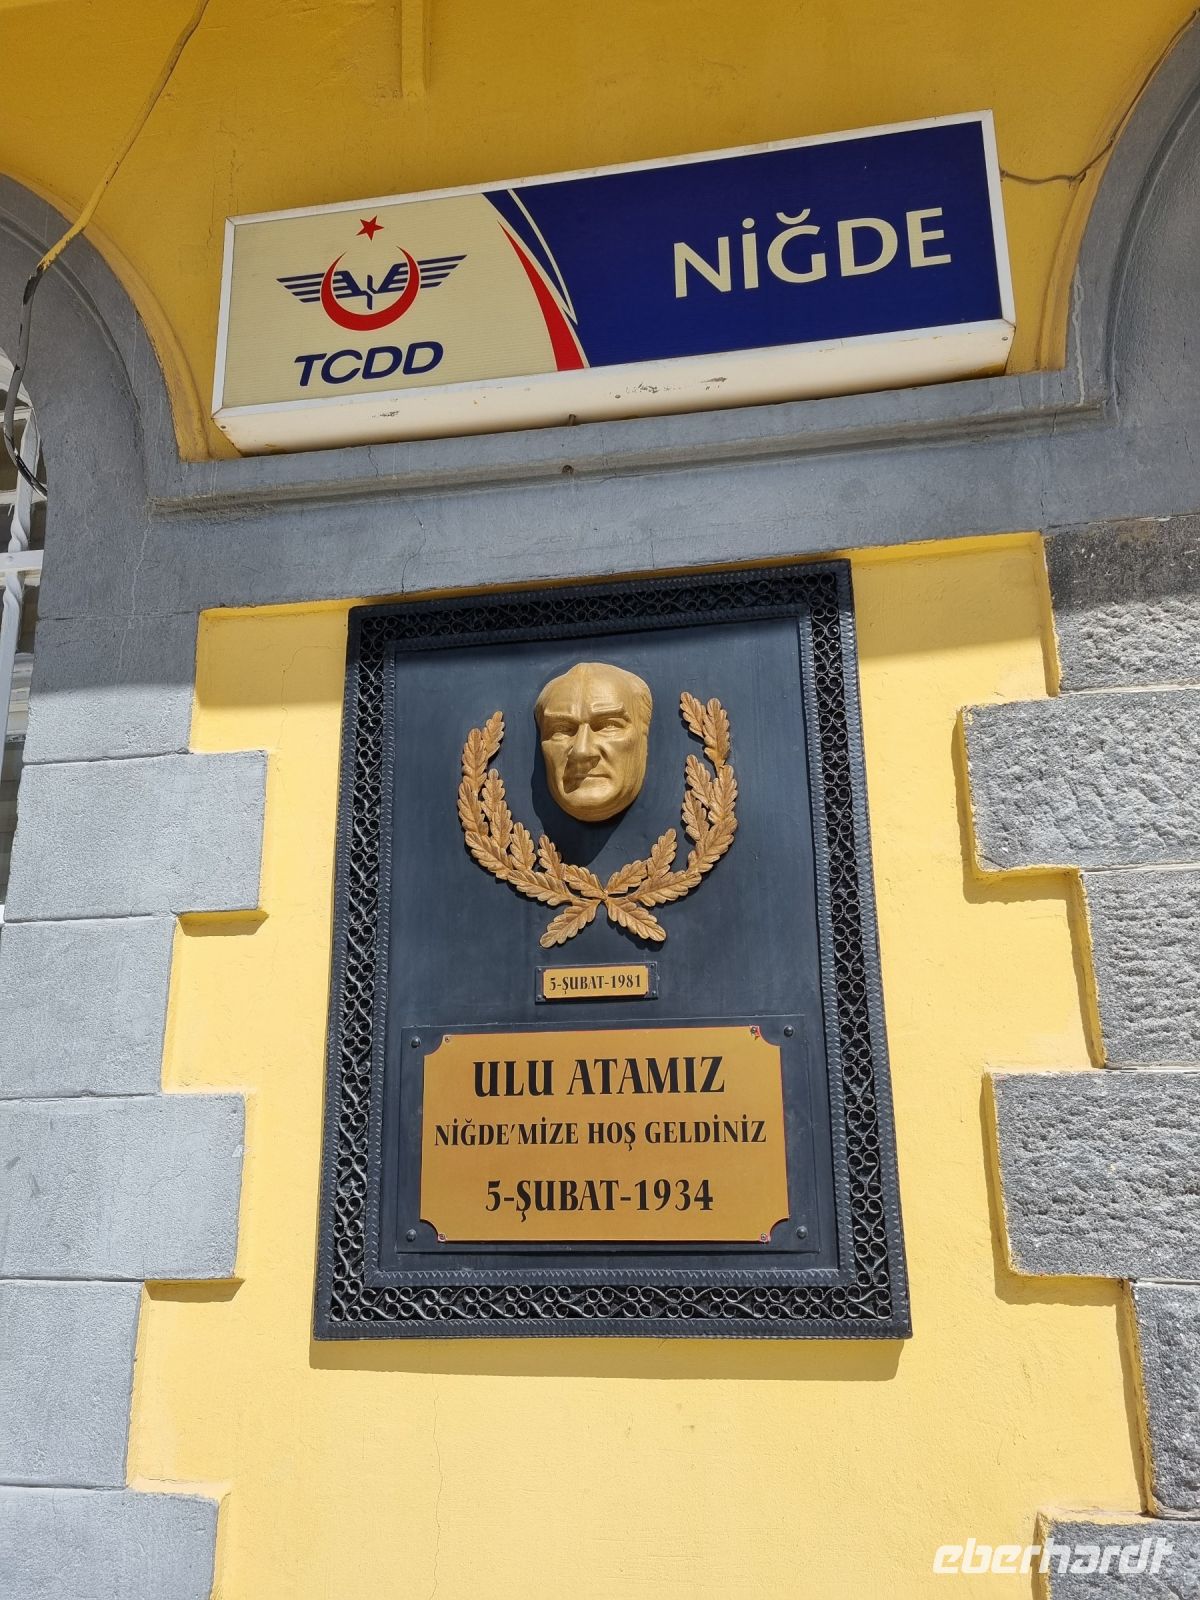 TCDD
NİĞDE
5-ŞUBAT-1981
ULU ATAMIZ
NİĞDE'MİZE HOŞ GELDİNİZ
5-ŞUBAT-1934
eberhardt